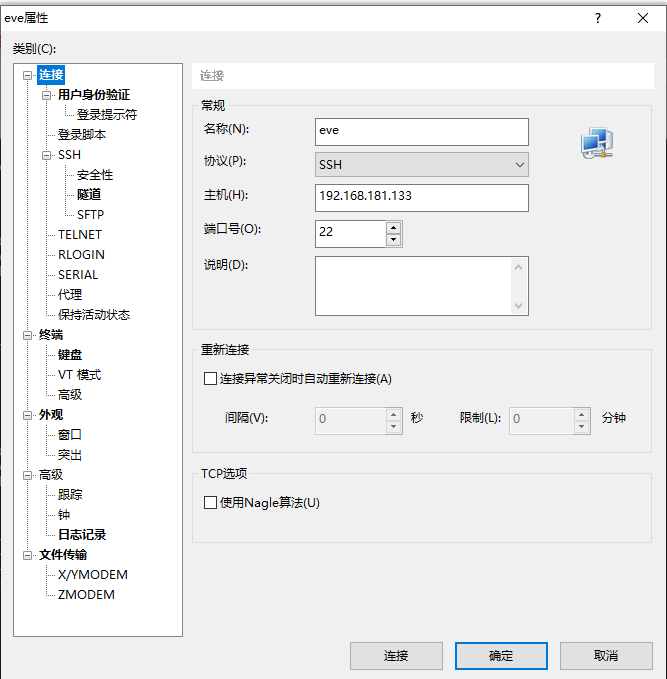 eve属性
类别(C):
连接
用户身份验证
登录提示符
登录脚本
SSH
安全性
隧道
SFTP
TELNET
RLOGIN
SERIAL
代理
保持活动状态
终端
键盘
VT 模式
高级
外观
窗口
突出
高级
跟踪
钟
日志记录
文件传输
X/YMODEM
ZMODEM
连接
常规
名称(N): eve
协议(P): SSH
主机(H): 192.168.181.133
端口号(O): 22
说明(D):
重新连接
连接异常关闭时自动重新连接(A)
间隔(V): 0 秒 限制(L): 0 分钟
TCP选项
使用Nagle算法(U)
连接 确定 取消